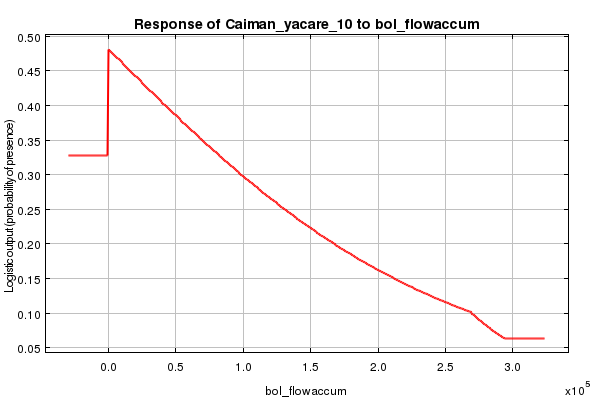 Response of Caiman_yacare_10 to bol_flowaccum
Logistic output (probability of presence)
0.50
0.45
0.40
0.35
0.30
0.25
0.20
0.15
0.10
0.05
0.0 0.5 1.0 1.5 2.0 2.5 3.0
bol_flowaccum
x10^5